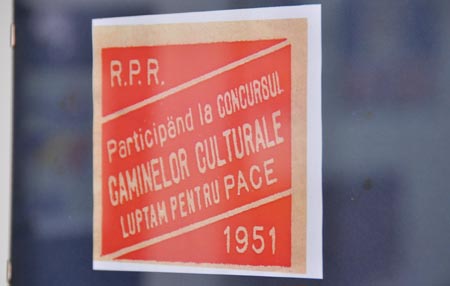 R.P.R.
Participând la CONCURSUL
CAMINELOR CULTURALE
LUPTAM PENTRU PACE
1951